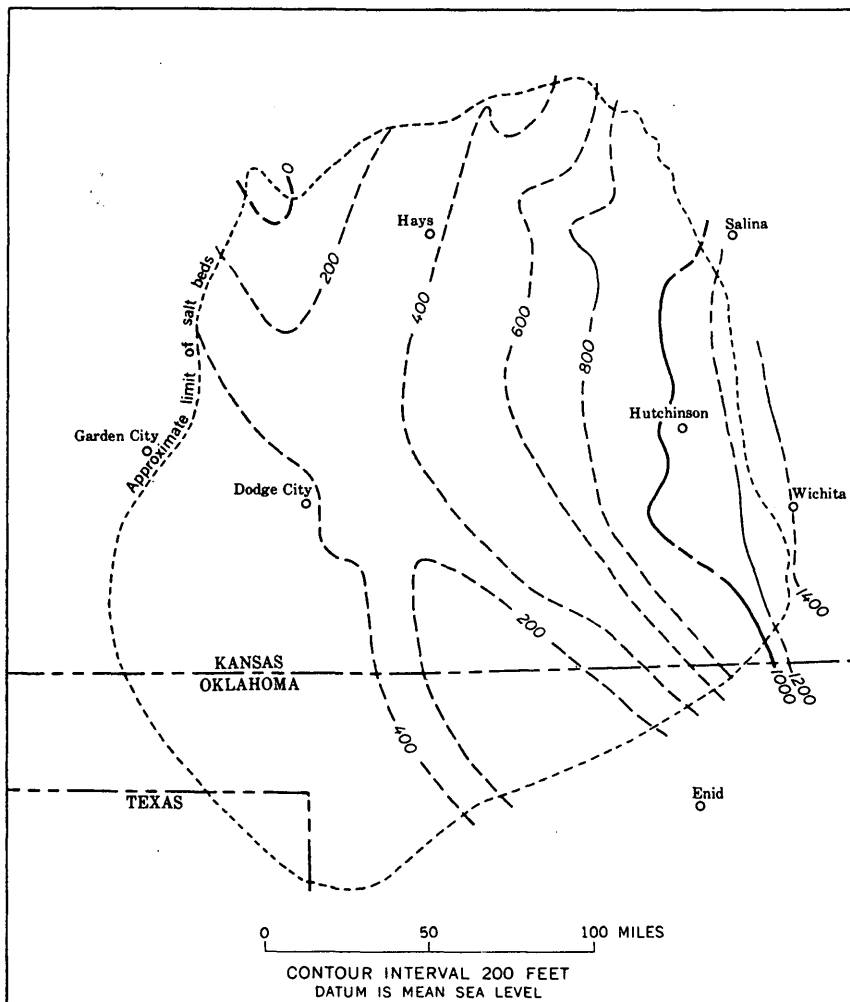 0
Hays
Salina
200
400
600
800
Approximate limit of salt beds
Hutchinson
Garden City
Dodge City
Wichita
1400
200
KANSAS
OKLAHOMA
1000
1200
400
TEXAS
Enid
0 50 100 MILES
CONTOUR INTERVAL 200 FEET
DATUM IS MEAN SEA LEVEL